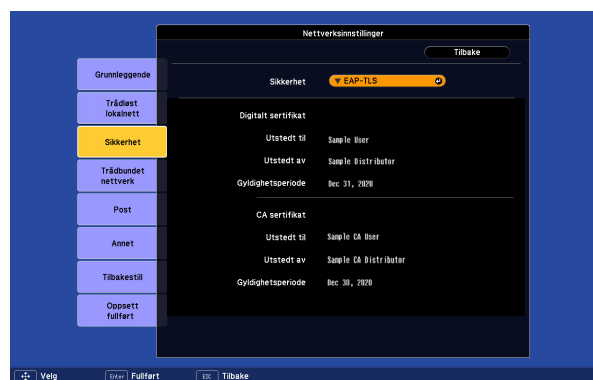 Nettverksinnstillinger
Tilbake
Grunnleggende
Trådløst
lokalnett
Sikkerhet
Trådbundet
nettverk
Post
Annet
Tilbakestill
Oppsett
fullført
Sikkerhet EAP-TLS
Digitalt sertifikat
Utstedt til Sample User
Utstedt av Sample Distributor
Gyldighetsperiode Dec 31, 2020
CA sertifikat
Utstedt til Sample CA User
Utstedt av Sample CA Distributor
Gyldighetsperiode Dec 30, 2020
Velg Enter Fullført ESC Tilbake